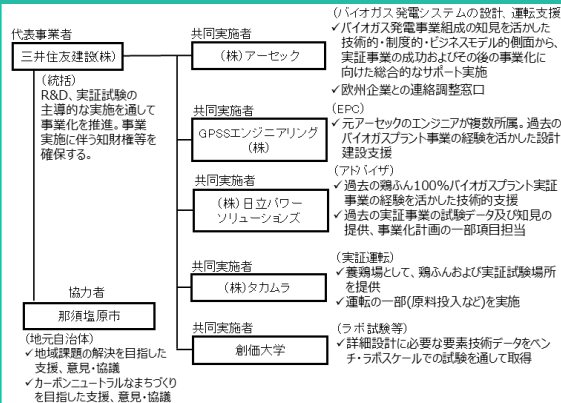 代表事業者
三井住友建設(株)
(統括)
R&D、実証試験の
主導的な実施を通して
事業化を推進。事業
実施に伴う知財権等を
確保する。
協力者
那須塩原市
(地元自治体)
✓地域課題の解決を目指した
支援、意見・協議
✓カーボンニュートラルなまちづくり
を目指した支援、意見・協議
共同実施者
(株)アーセック
(バイオガス発電システムの設計、運転支援
✓バイオガス発電事業組成の知見を活かした
技術的・制度的・ビジネスモデル的側面から、
実証事業の成功およびその後の事業化に
向けた総合的なサポート実施
✓欧州企業との連絡調整窓口
共同実施者
GPSSエンジニアリング
(株)
(EPC)
✓元アーセックのエンジニアが複数所属。過去の
バイオガスプラント事業の経験を活かした設計
建設支援
共同実施者
(株)日立パワー
ソリューションズ
(アドバイザ)
✓過去の鶏ふん100%バイオガスプラント実証
事業の経験を活かした技術的支援
✓過去の実証事業の試験データ及び知見の
提供、事業化計画の一部項目担当
共同実施者
(株)タカムラ
(実証運転)
✓養鶏場として、鶏ふんおよび実証試験場所
を提供
✓運転の一部(原料投入など)を実施
共同実施者
創価大学
(ラボ試験等)
✓詳細設計に必要な要素技術データをベン
チ・ラボスケールでの試験を通して取得